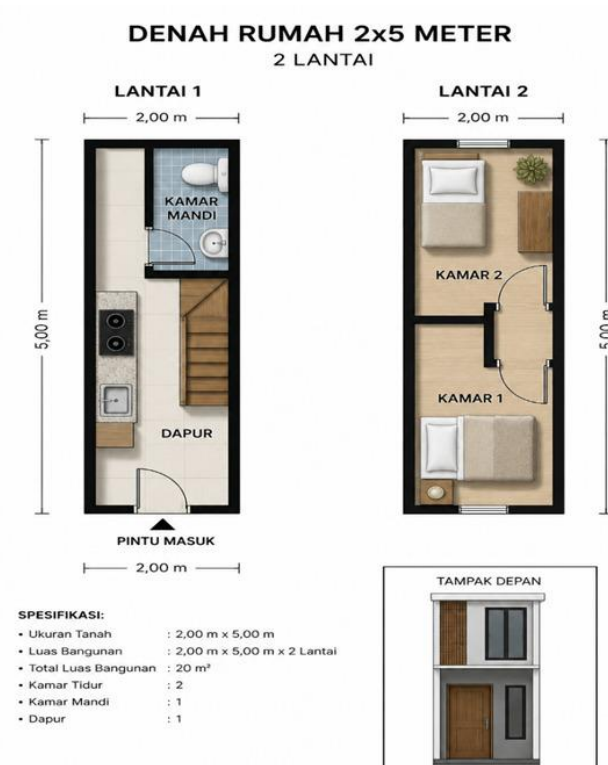 DENAH RUMAH 2x5 METER
2 LANTAI
LANTAI 1
2,00 m
5,00 m
KAMAR
MANDI
DAPUR
PINTU MASUK
2,00 m
LANTAI 2
2,00 m
5,00 m
KAMAR 2
KAMAR 1
SPESIFIKASI:
• Ukuran Tanah : 2,00 m x 5,00 m
• Luas Bangunan : 2,00 m x 5,00 m x 2 Lantai
• Total Luas Bangunan : 20 m²
• Kamar Tidur : 2
• Kamar Mandi : 1
• Dapur : 1
TAMPAK DEPAN